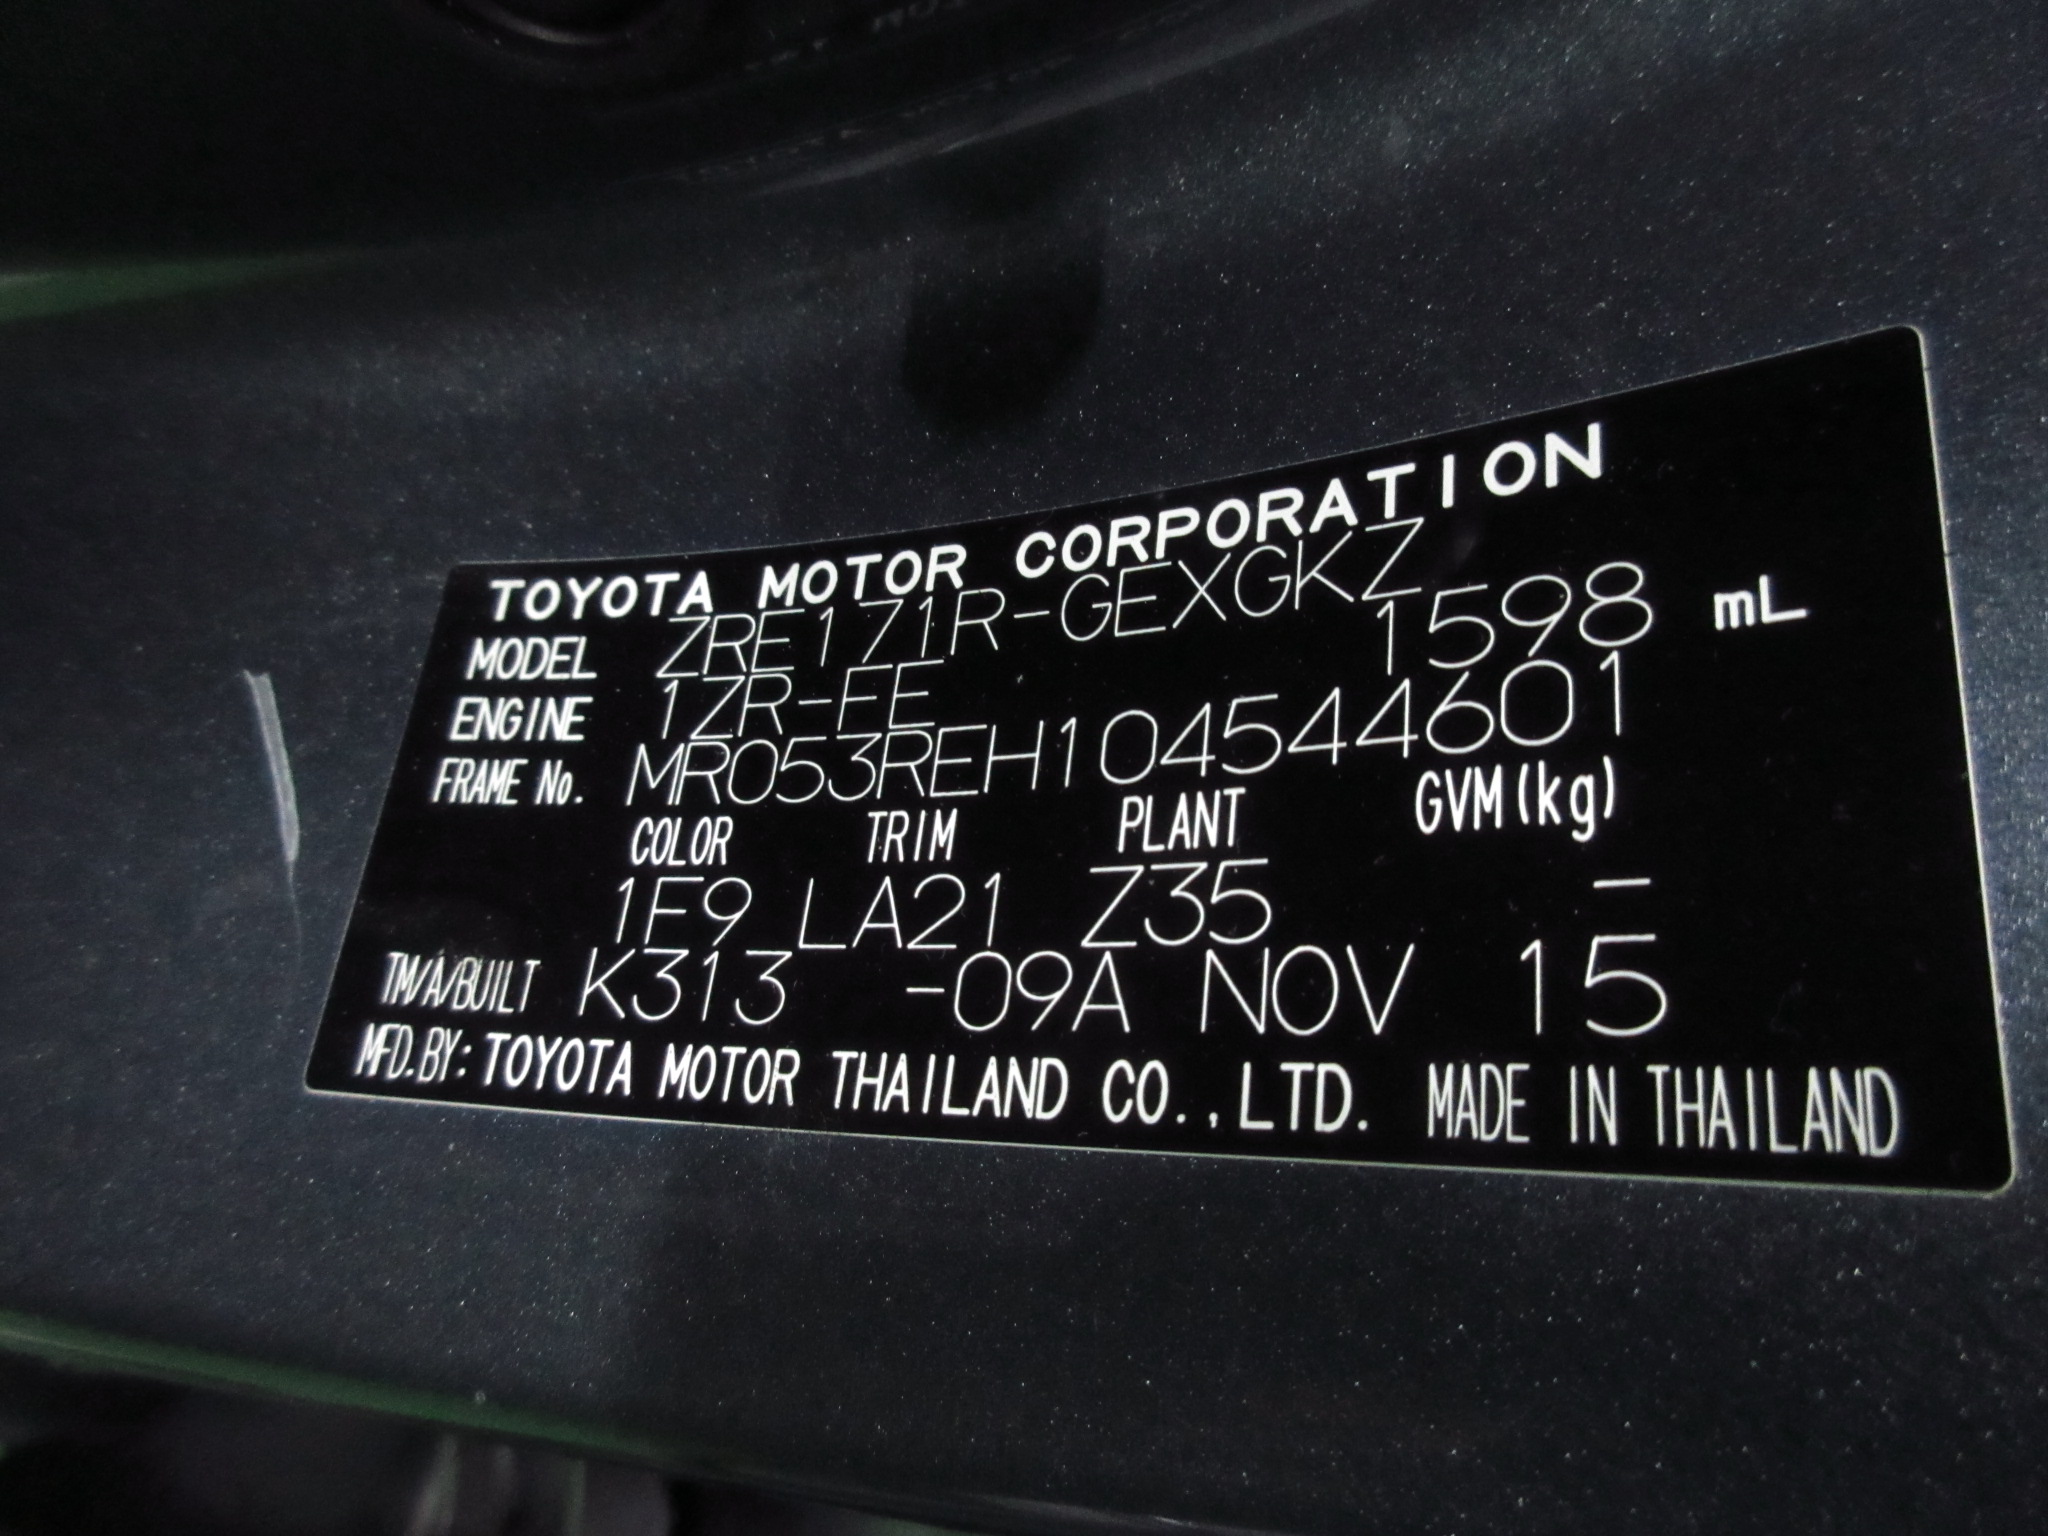 TOYOTA MOTOR CORPORATION
MODEL ZRE171R-GEXGKZ
ENGINE 1ZR-FE 1598 mL
FRAME No. MR053REH104544601
COLOR TRIM PLANT GVM(kg)
1F9 LA21 Z35 -
TM/A/BUILT K313 -09A NOV 15
MFD.BY: TOYOTA MOTOR THAILAND CO.,LTD. MADE IN THAILAND